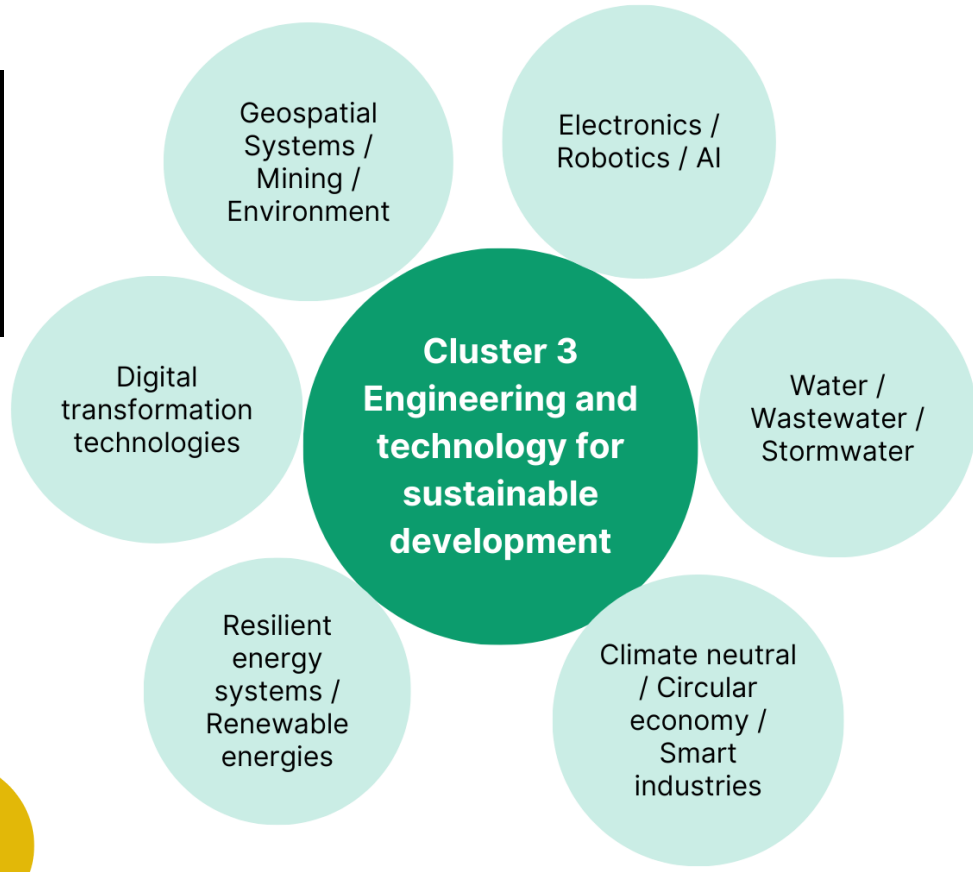 Geospatial
Systems /
Mining /
Environment
Electronics /
Robotics / AI
Digital
transformation
technologies
Cluster 3
Engineering and
technology for
sustainable
development
Water /
Wastewater /
Stormwater
Resilient
energy
systems /
Renewable
energies
Climate neutral
/ Circular
economy /
Smart
industries